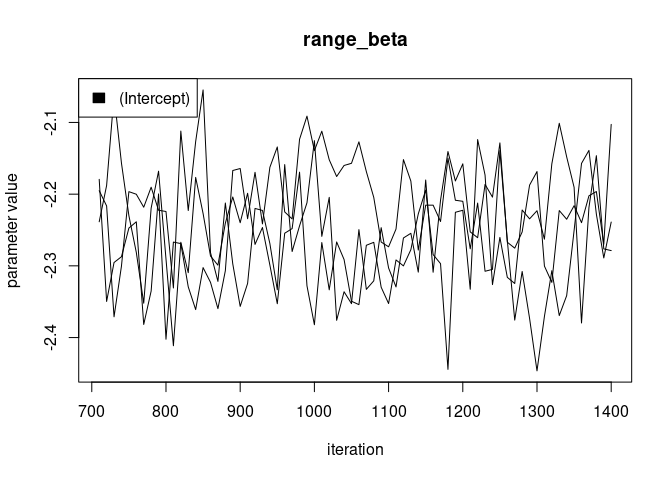 range_beta
(Intercept)
-2.1
-2.2
-2.3
-2.4
parameter value
700 800 900 1000 1100 1200 1300 1400
iteration